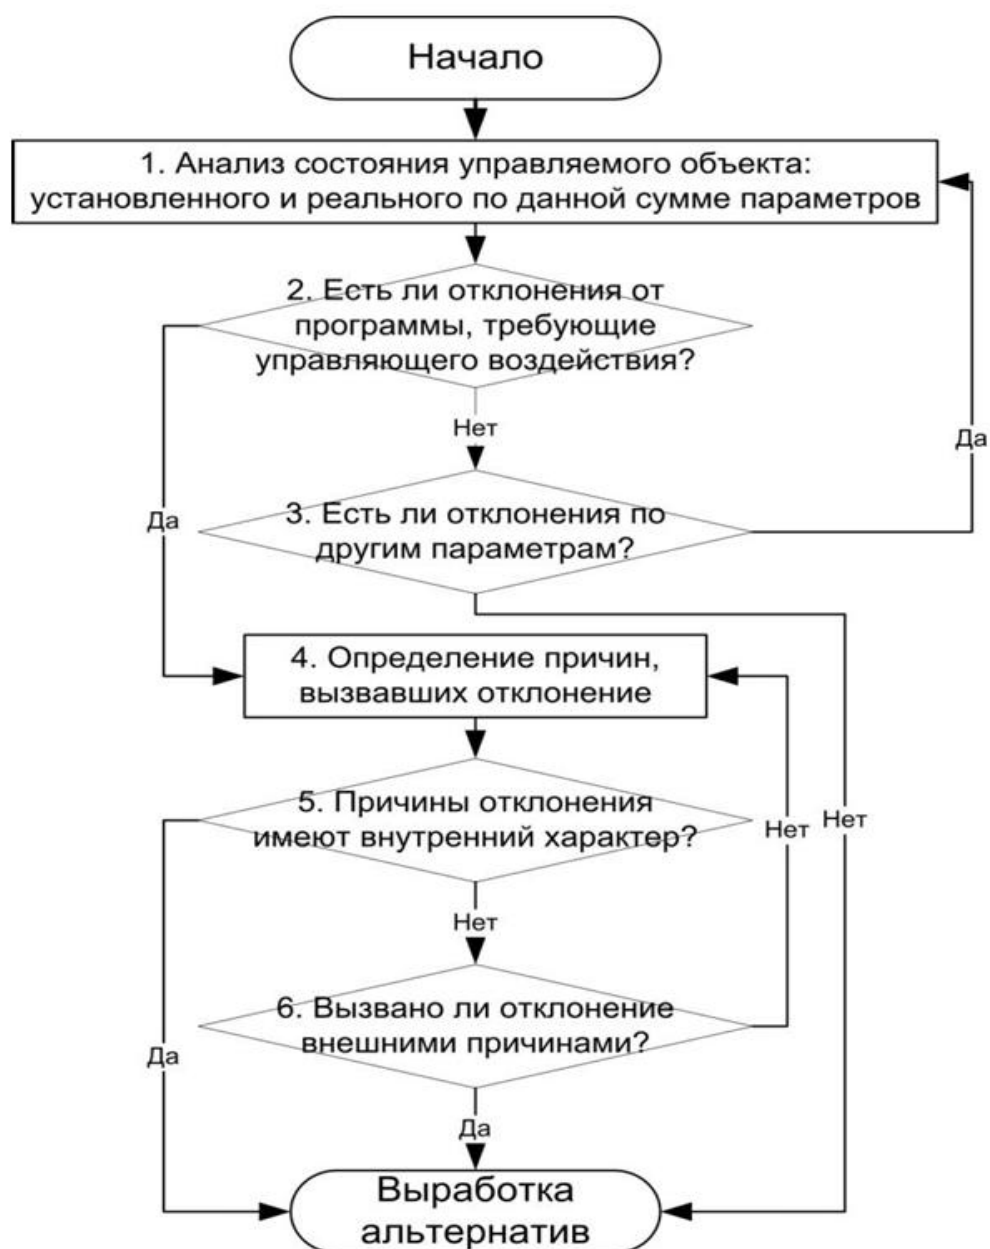 Начало
1. Анализ состояния управляемого объекта:
установленного и реального по данной сумме параметров
2. Есть ли отклонения от
программы, требующие
управляющего воздействия?
Нет
Да
3. Есть ли отклонения по
другим параметрам?
Да
4. Определение причин,
вызвавших отклонение
5. Причины отклонения
имеют внутренний характер?
Нет
Нет
Нет
6. Вызвано ли отклонение
внешними причинами?
Да
Да
Выработка
альтернатив